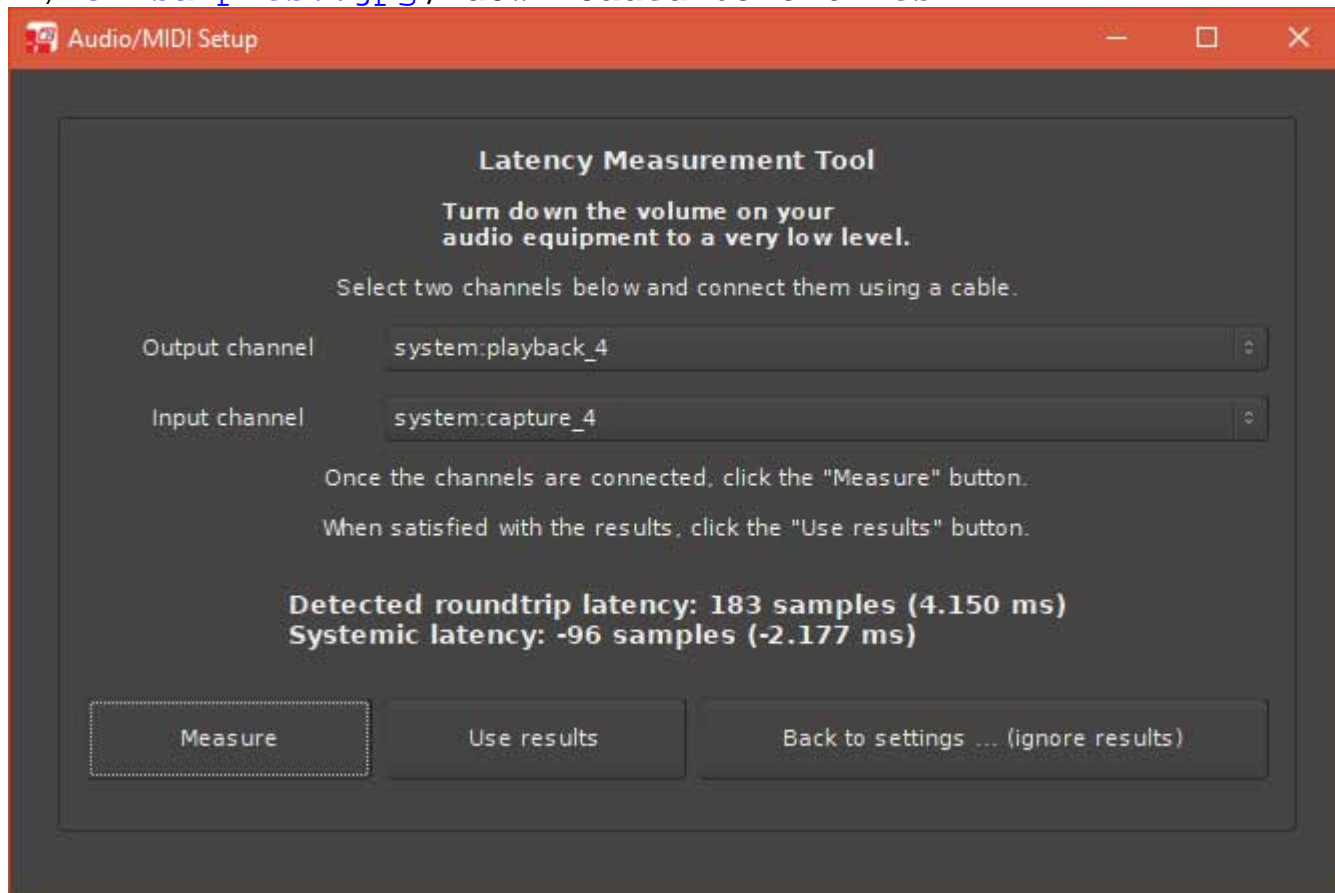 Audio/MIDI Setup
Latency Measurement Tool
Turn down the volume on your
audio equipment to a very low level.
Select two channels below and connect them using a cable.
Output channel system:playback_4
Input channel system:capture_4
Once the channels are connected, click the "Measure" button.
When satisfied with the results, click the "Use results" button.
Detected roundtrip latency: 183 samples (4.150 ms)
Systemic latency: -96 samples (-2.177 ms)
Measure Use results Back to settings ... (ignore results)